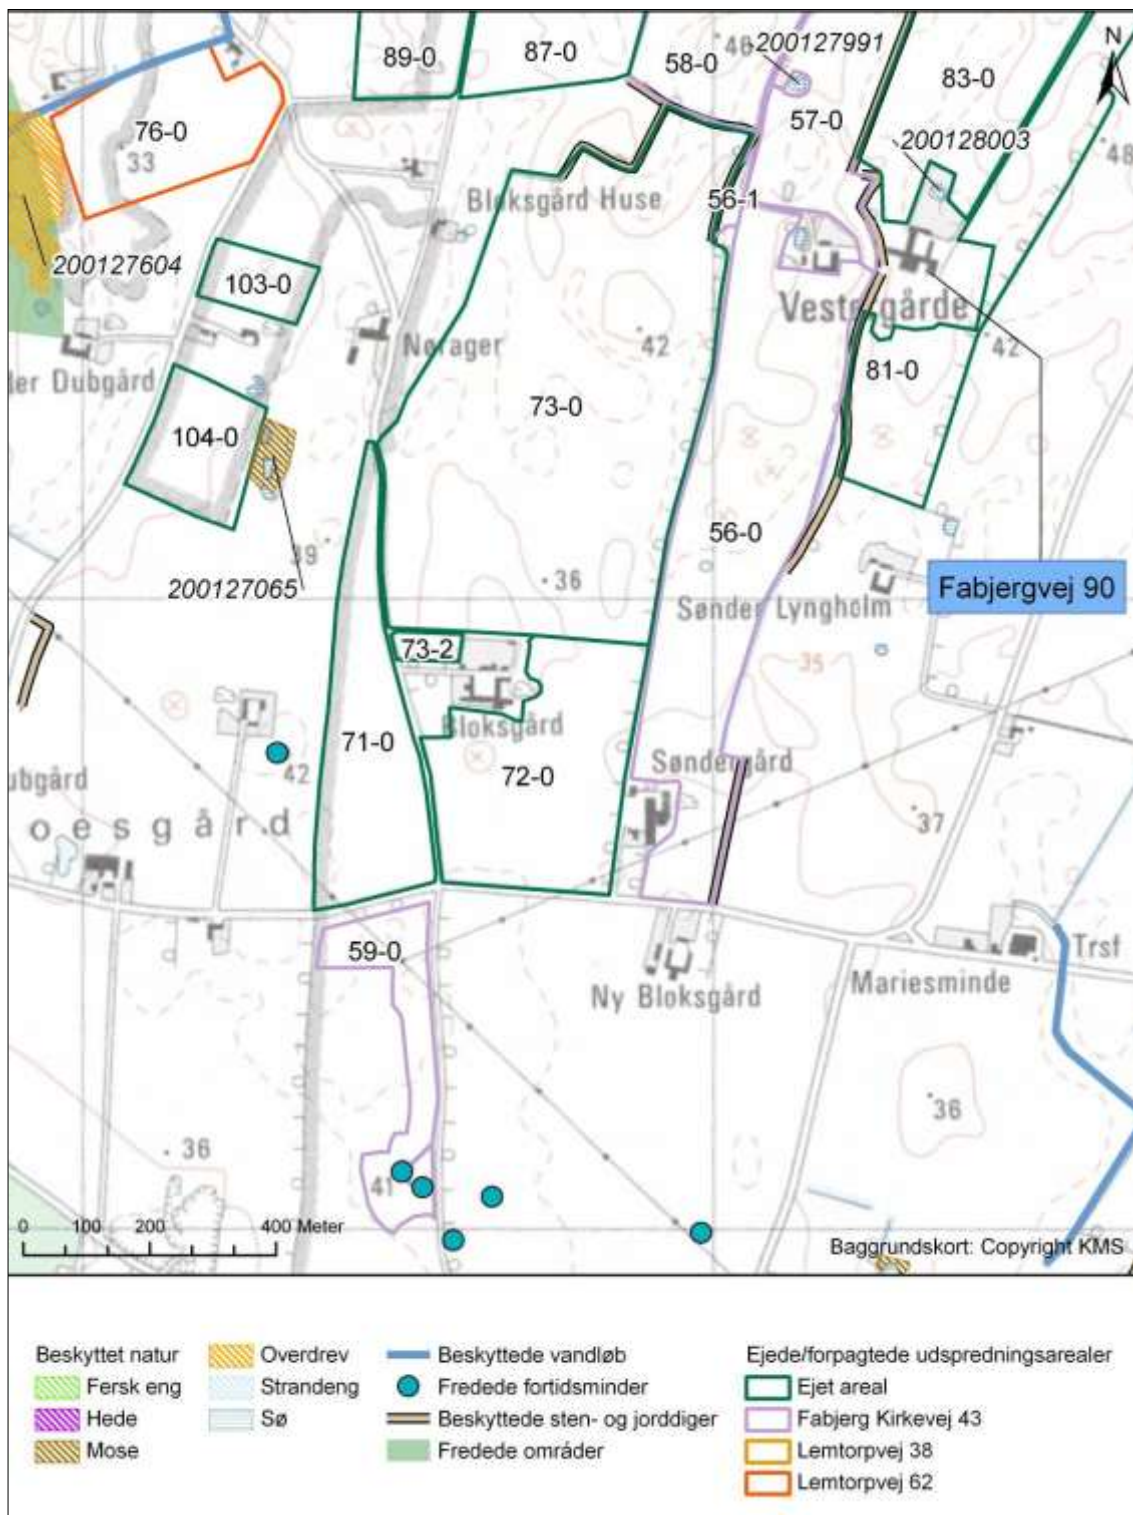 89-0
87-0
58-0
46
200127991
83-0
N
76-0
33
57-0
200128003
48
Bloksgård Huse
56-1
200127604
103-0
Vestergårde
Nørager
42
42
der Dubgård
81-0
104-0
73-0
39
56-0
200127065
36
Fabjergvej 90
Sønder Lyngholm
73-2
35
Bloksgård
71-0
42
Søndergård
72-0
ubgård
oesgård
37
59-0
Trsf
Ny Bloksgård
Mariesminde
36
36
41
0 100 200 400 Meter
Baggrundskort: Copyright KMS
Beskyttet natur
Fersk eng
Hede
Mose
Overdrev
Strandeng
Sø
Beskyttede vandløb
Fredede fortidsminder
Beskyttede sten- og jorddiger
Fredede områder
Ejede/forpagtede udspredningsarealer
Ejet areal
Fabjerg Kirkevej 43
Lemtorpvej 38
Lemtorpvej 62